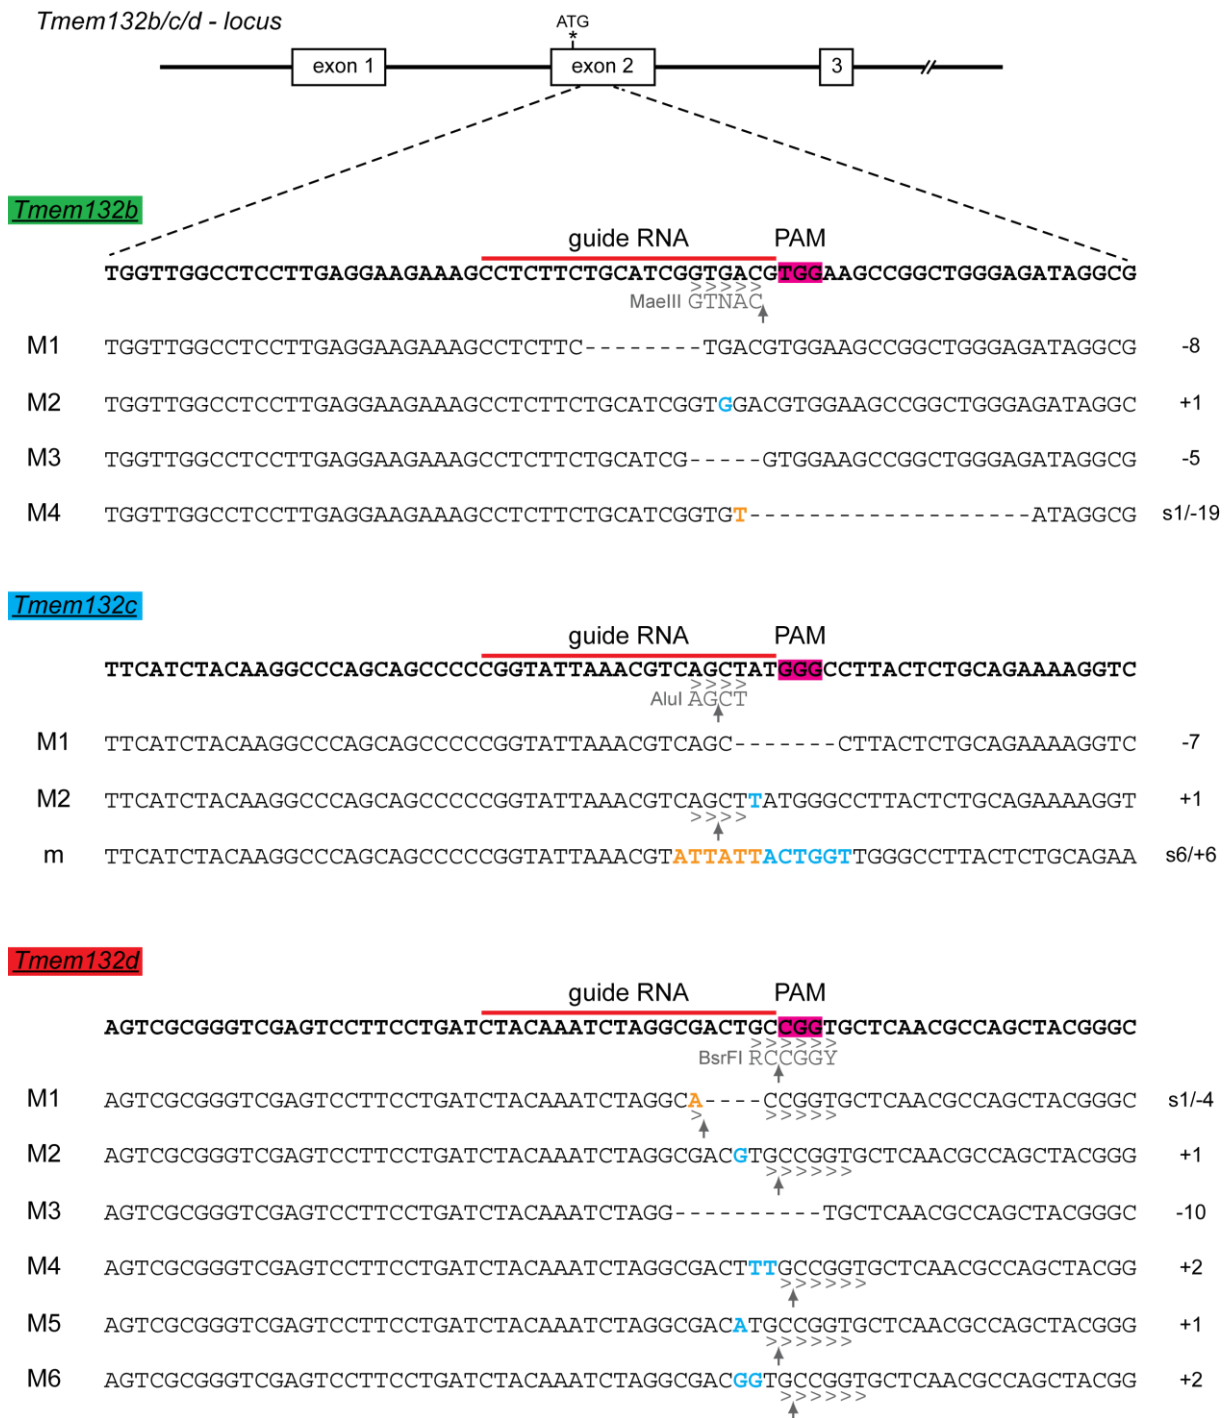 Tmem132b/c/d - locus
ATG
*
exon 1 exon 2 3
Tmem132b
guide RNA PAM
TGGTTGGCCTCCTTGAGGAAGAAAGCCTCTTCTGCATCGGTGACGTGGAAGCCGGCTGGGAGATAGGCG
>>>>>
MaeIII GTNAC
M1 TGGTTGGCCTCCTTGAGGAAGAAAGCCTCTTC--------TGACGTGGAAGCCGGCTGGGAGATAGGCG -8
M2 TGGTTGGCCTCCTTGAGGAAGAAAGCCTCTTCTGCATCGGTGGACGTGGAAGCCGGCTGGGAGATAGGC +1
M3 TGGTTGGCCTCCTTGAGGAAGAAAGCCTCTTCTGCATCG-----GTGGAAGCCGGCTGGGAGATAGGCG -5
M4 TGGTTGGCCTCCTTGAGGAAGAAAGCCTCTTCTGCATCGGTGT-------------------ATAGGCG s1/-19
Tmem132c
guide RNA PAM
TTCATCTACAAGGCCCAGCAGCCCCCGGTATTAAACGTCAGCTATGGGCCTTACTCTGCAGAAAAGGTC
>>>>
AluI AGCT
M1 TTCATCTACAAGGCCCAGCAGCCCCCGGTATTAAACGTCAGC-------CTTACTCTGCAGAAAAGGTC -7
M2 TTCATCTACAAGGCCCAGCAGCCCCCGGTATTAAACGTCAGCTTATGGGCCTTACTCTGCAGAAAAGGT +1
>>>>
m TTCATCTACAAGGCCCAGCAGCCCCCGGTATTAAACGTATTATTACTGGTTGGGCCTTACTCTGCAGAA s6/+6
Tmem132d
guide RNA PAM
AGTCGCGGGTCGAGTCCTTCCTGATCTACAAATCTAGGCGACTGCCCGGTGCTCAACGCCAGCTACGGGC
>>>>>>
BsrFI RCCGGY
M1 AGTCGCGGGTCGAGTCCTTCCTGATCTACAAATCTAGGCA----CCGGTGCTCAACGCCAGCTACGGGC s1/-4
> >>>>>
M2 AGTCGCGGGTCGAGTCCTTCCTGATCTACAAATCTAGGCGACGTGCCGGTGCTCAACGCCAGCTACGGG +1
>>>>>>
M3 AGTCGCGGGTCGAGTCCTTCCTGATCTACAAATCTAGG----------TGCTCAACGCCAGCTACGGGC -10
M4 AGTCGCGGGTCGAGTCCTTCCTGATCTACAAATCTAGGCGACTTTGCCGGTGCTCAACGCCAGCTACGG +2
>>>>>>
M5 AGTCGCGGGTCGAGTCCTTCCTGATCTACAAATCTAGGCGACATGCCGGTGCTCAACGCCAGCTACGGG +1
>>>>>>
M6 AGTCGCGGGTCGAGTCCTTCCTGATCTACAAATCTAGGCGACGGTGCCGGTGCTCAACGCCAGCTACGG +2
>>>>>>